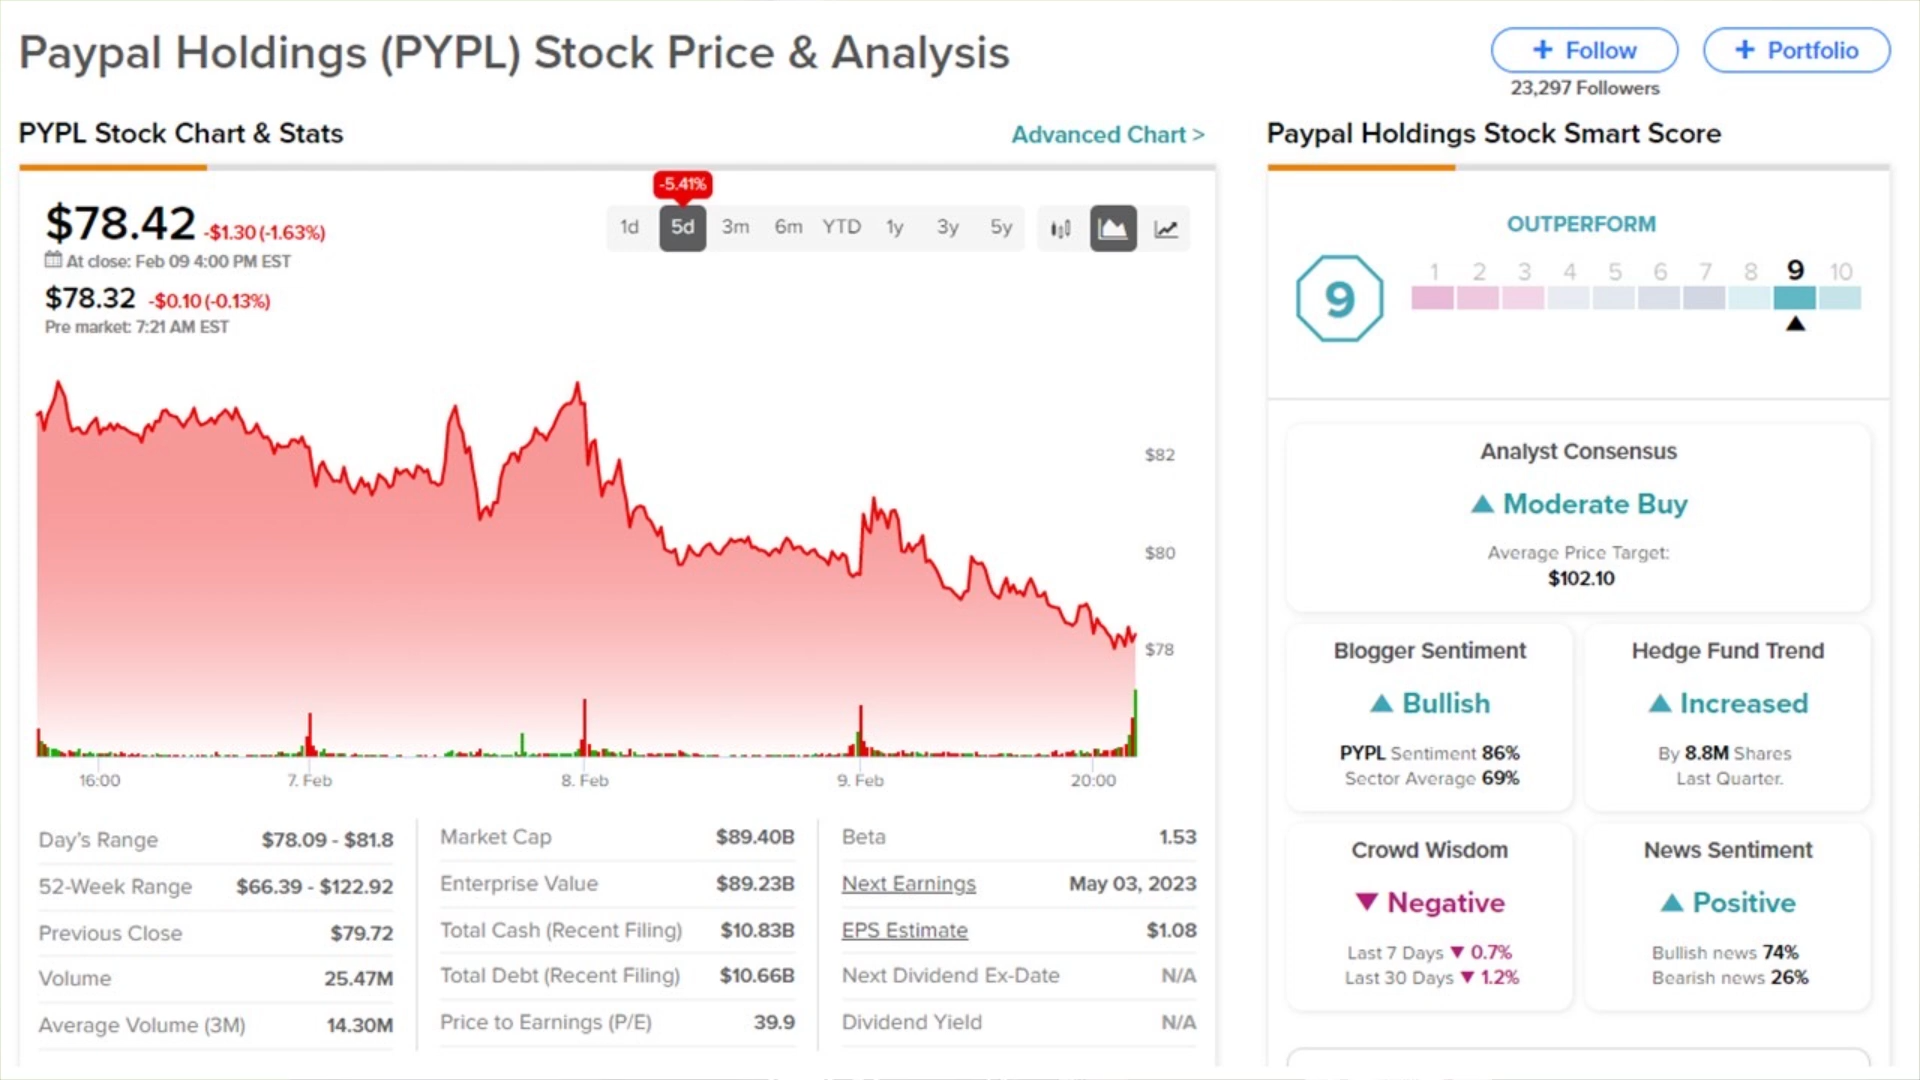 Paypal Holdings (PYPL) Stock Price & Analysis
+ Follow
+ Portfolio
23,297 Followers
PYPL Stock Chart & Stats
Advanced Chart >
$78.42 -$1.30 (-1.63%)
At close: Feb 09 4:00 PM EST
$78.32 -$0.10 (-0.13%)
Pre market: 7:21 AM EST
-5.41%
1d 5d 3m 6m YTD 1y 3y 5y
$82
$80
$78
16:00 7. Feb 8. Feb 9. Feb 20:00
Day's Range $78.09 - $81.8
52-Week Range $66.39 - $122.92
Previous Close $79.72
Volume 25.47M
Average Volume (3M) 14.30M
Market Cap $89.40B
Enterprise Value $89.23B
Total Cash (Recent Filing) $10.83B
Total Debt (Recent Filing) $10.66B
Price to Earnings (P/E) 39.9
Beta 1.53
Next Earnings May 03, 2023
EPS Estimate $1.08
Next Dividend Ex-Date N/A
Dividend Yield N/A
Paypal Holdings Stock Smart Score
OUTPERFORM
9
1 2 3 4 5 6 7 8 9 10
Analyst Consensus
▲ Moderate Buy
Average Price Target:
$102.10
Blogger Sentiment
▲ Bullish
PYPL Sentiment 86%
Sector Average 69%
Hedge Fund Trend
▲ Increased
By 8.8M Shares
Last Quarter.
Crowd Wisdom
▼ Negative
Last 7 Days ▼ 0.7%
Last 30 Days ▼ 1.2%
News Sentiment
▲ Positive
Bullish news 74%
Bearish news 26%